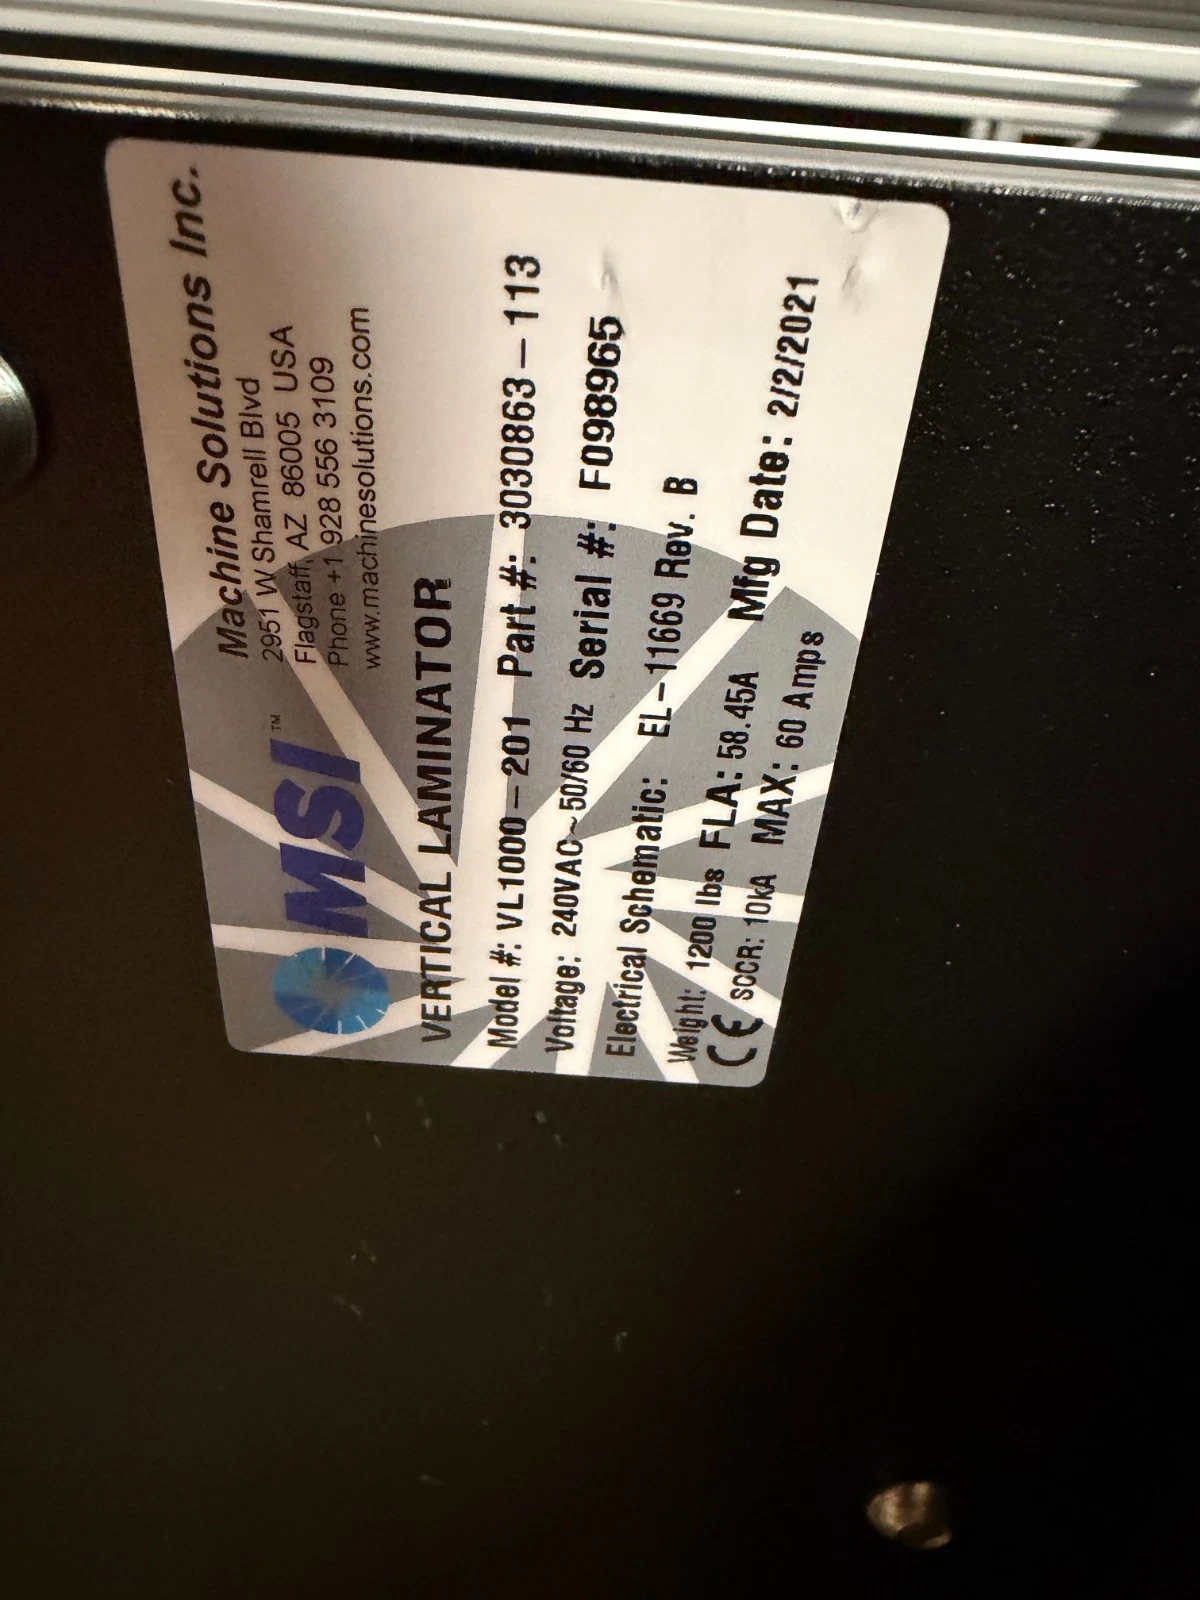 MSI™
Machine Solutions Inc.
2951 W Shamrell Blvd
Flagstaff, AZ 86005 USA
Phone +1 928 556 3109
www.machinesolutions.com
VERTICAL LAMINATOR
Model #: VL1000-201 Part #: 3030863-113
Voltage: 240VAC~50/60 Hz Serial #: F098965
Electrical Schematic: EL-11669 Rev. B
Weight: 1200 lbs FLA: 58.45A Mfg Date: 2/2/2021
CE SCCR: 10kA MAX: 60 Amps